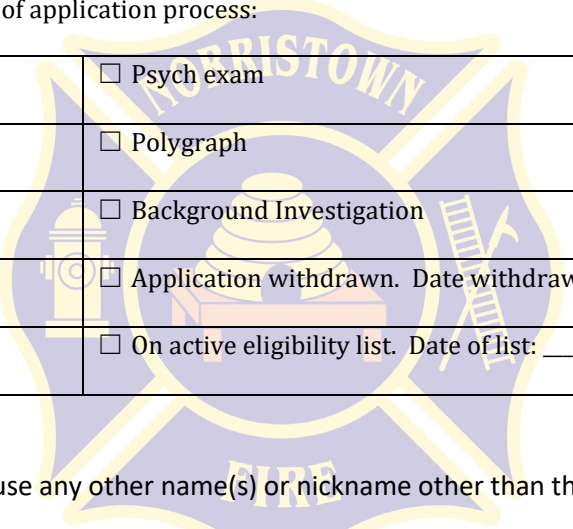 of application process:
NORRISTOWN
☐ Psych exam
☐ Polygraph
☐ Background Investigation
☐ Application withdrawn. Date withdraw
☐ On active eligibility list. Date of list: __
FIRE
use any other name(s) or nickname other than th